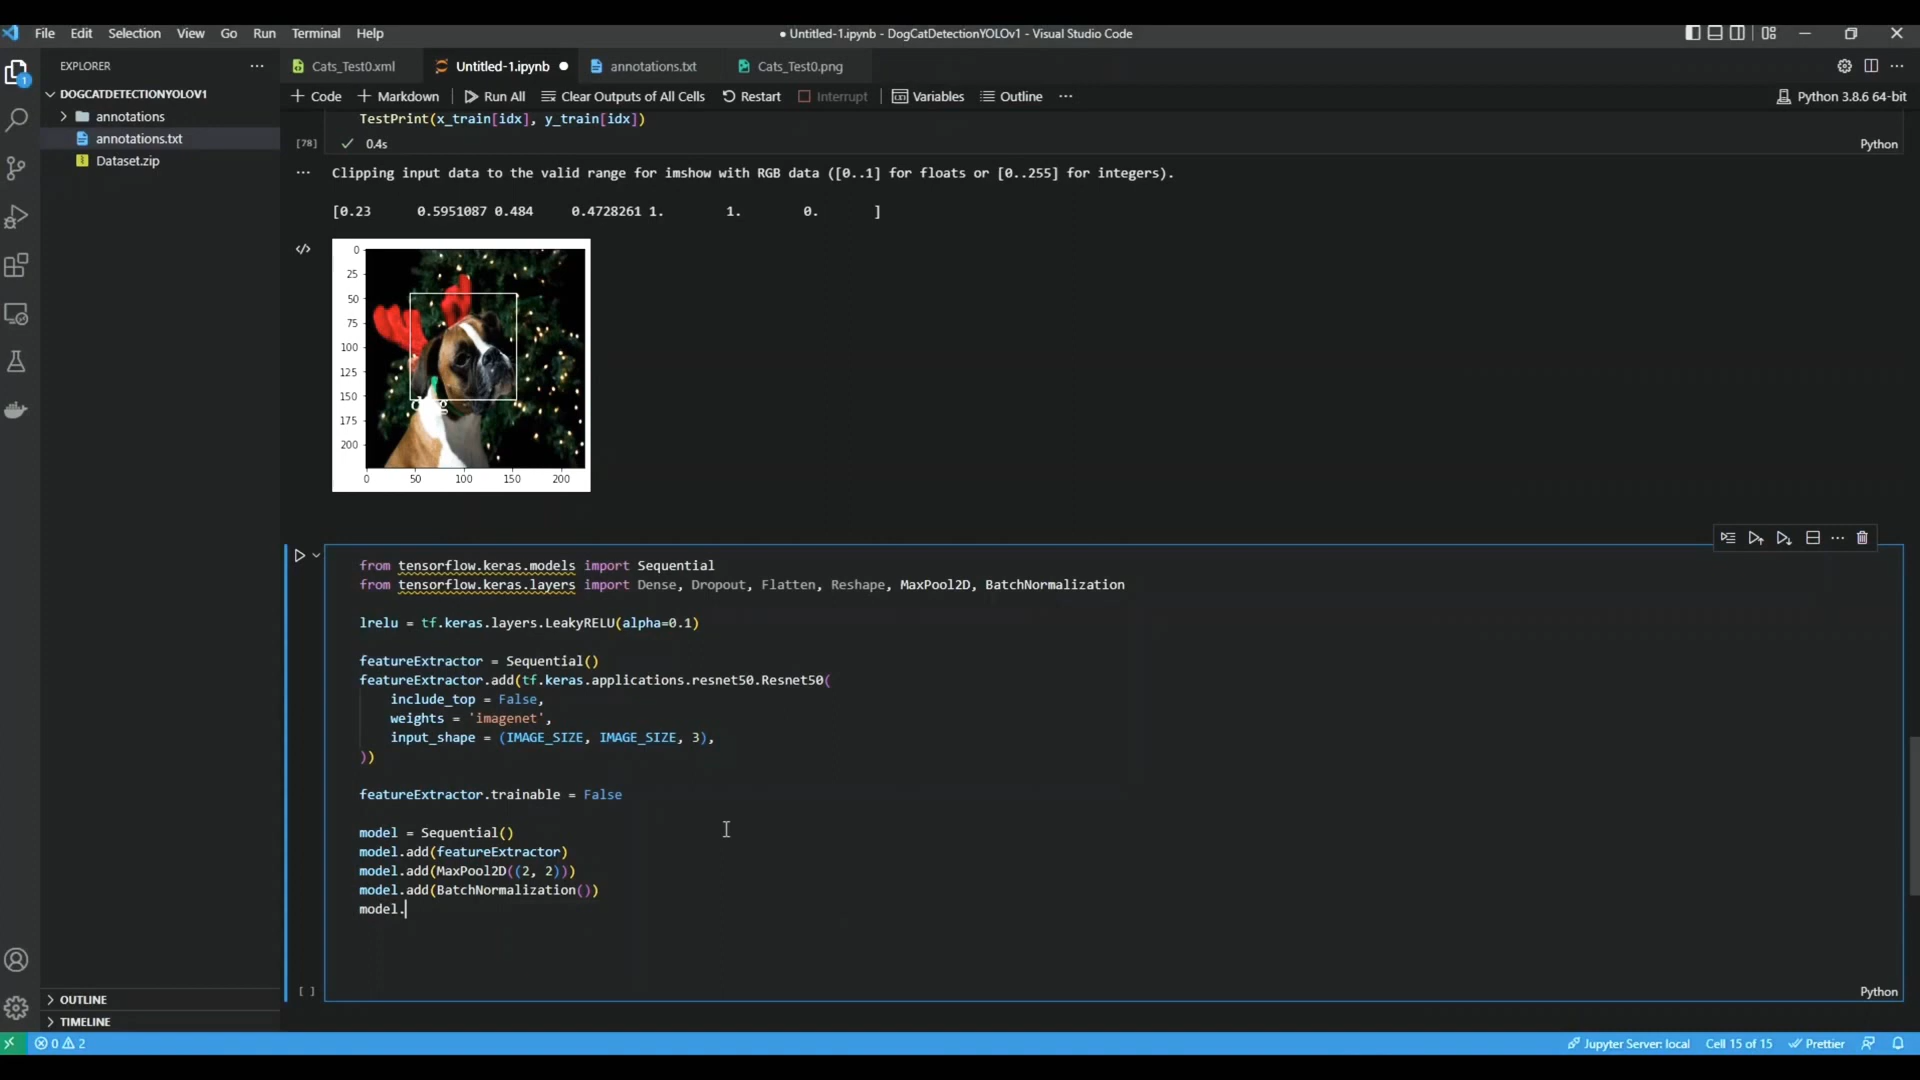 File Edit Selection View Go Run Terminal Help
● Untitled-1.ipynb - DogCatDetectionYOLOv1 - Visual Studio Code
EXPLORER
Cats_Test0.xml
Untitled-1.ipynb
annotations.txt
Cats_Test0.png
DOGCATDETECTIONYOLOV1
annotations
annotations.txt
Dataset.zip
1
+ Code + Markdown Run All Clear Outputs of All Cells Restart Interrupt Variables Outline ...
Python 3.8.6 64-bit
TestPrint(x_train[idx], y_train[idx])
[78] ✓ 0.4s
Python
Clipping input data to the valid range for imshow with RGB data ([0..1] for floats or [0..255] for integers).
[0.23 0.5951087 0.484 0.4728261 1. 1. 0. ]
0
25
50
75
100
125
150
175
200
dog
0 50 100 150 200
from tensorflow.keras.models import Sequential
from tensorflow.keras.layers import Dense, Dropout, Flatten, Reshape, MaxPool2D, BatchNormalization
lrelu = tf.keras.layers.LeakyRELU(alpha=0.1)
featureExtractor = Sequential()
featureExtractor.add(tf.keras.applications.resnet50.Resnet50(
include_top = False,
weights = 'imagenet',
input_shape = (IMAGE_SIZE, IMAGE_SIZE, 3),
))
featureExtractor.trainable = False
model = Sequential()
model.add(featureExtractor)
model.add(MaxPool2D((2, 2)))
model.add(BatchNormalization())
model.
[ ]
Python
OUTLINE
TIMELINE
0 2
Jupyter Server: local Cell 15 of 15 Prettier